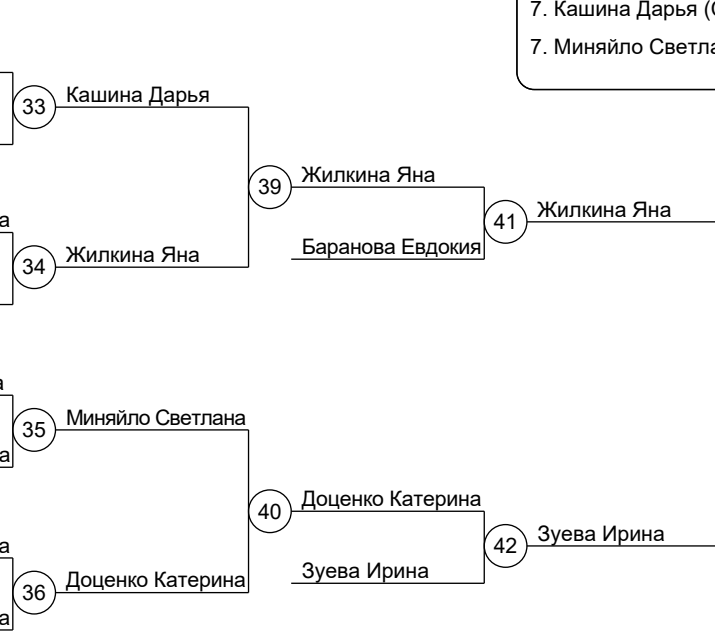 7. Кашина Дарья
7. Миняйло
33 Кашина Дарья
39 Жилкина Яна
41 Жилкина Яна
Баранова Евдокия
34 Жилкина Яна
35 Миняйло Светлана
40 Доценко Катерина
42 Зуева Ирина
Зуева Ирина
36 Доценко Катерина